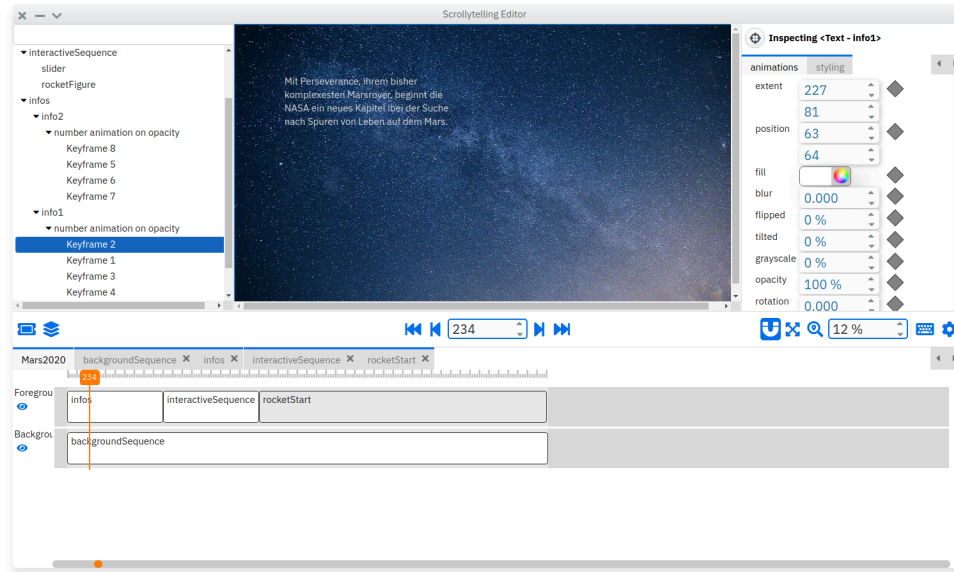 Scrollytelling Editor
interactiveSequence
slider
rocketFigure
infos
info2
number animation on opacity
Keyframe 8
Keyframe 5
Keyframe 6
Keyframe 7
info1
number animation on opacity
Keyframe 2
Keyframe 1
Keyframe 3
Keyframe 4
Mit Perseverance, ihrem bisher
komplexesten Marsrover, beginnt die
NASA ein neues Kapitel ibei der Suche
nach Spuren von Leben auf dem Mars.
Inspecting <Text - info1>
animations styling
extent 227
81
position 63
64
fill
blur 0.000
flipped 0 %
tilted 0 %
grayscale 0 %
opacity 100 %
rotation 0.000
234
12 %
Mars2020 backgroundSequence infos interactiveSequence rocketStart
234
Foregrou
infos interactiveSequence rocketStart
Backgrou
backgroundSequence